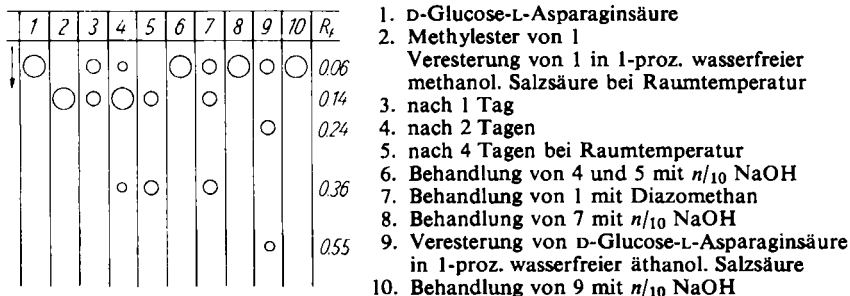 1 2 3 4 5 6 7 8 9 10 Rf
0.06
0.14
0.24
0.36
0.55
1. D-Glucose-L-Asparaginsäure
2. Methylester von 1
Veresterung von 1 in 1-proz. wasserfreier
methanol. Salzsäure bei Raumtemperatur
3. nach 1 Tag
4. nach 2 Tagen
5. nach 4 Tagen bei Raumtemperatur
6. Behandlung von 4 und 5 mit n/10 NaOH
7. Behandlung von 1 mit Diazomethan
8. Behandlung von 7 mit n/10 NaOH
9. Veresterung von D-Glucose-L-Asparaginsäure
in 1-proz. wasserfreier äthanol. Salzsäure
10. Behandlung von 9 mit n/10 NaOH